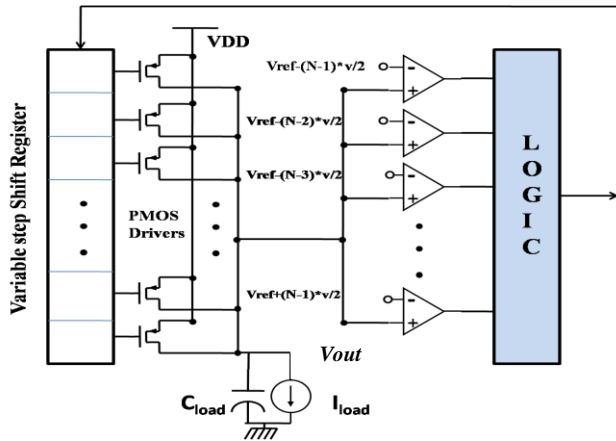 VDD
Vref-(N-1)*v/2
Vref-(N-2)*v/2
Vref-(N-3)*v/2
Vref+(N-1)*v/2
Variable step Shift Register
PMOS
Drivers
- + 
- +
- +
- +
LOGIC
Vout
Cload
Iload